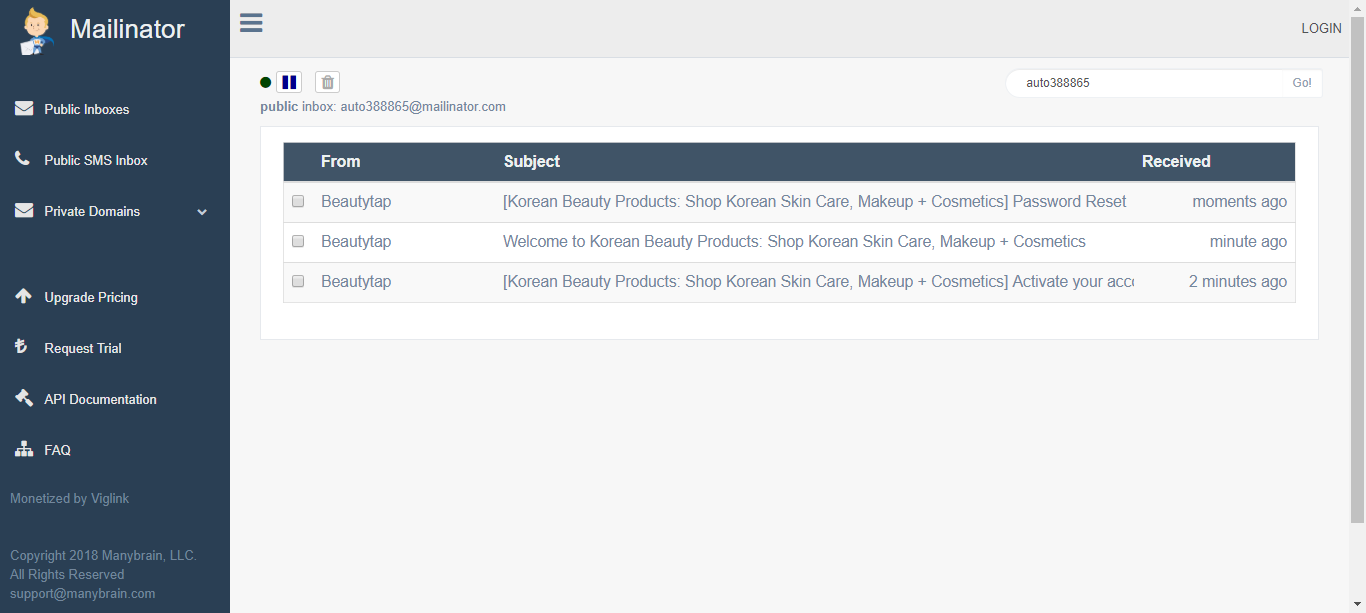 Mailinator
LOGIN
Public Inboxes
Public SMS Inbox
Private Domains
Upgrade Pricing
Request Trial
API Documentation
FAQ
Monetized by Viglink
Copyright 2018 Manybrain, LLC.
All Rights Reserved
support@manybrain.com
auto388865 Go!
public inbox: auto388865@mailinator.com
From Subject Received
Beautytap [Korean Beauty Products: Shop Korean Skin Care, Makeup + Cosmetics] Password Reset moments ago
Beautytap Welcome to Korean Beauty Products: Shop Korean Skin Care, Makeup + Cosmetics minute ago
Beautytap [Korean Beauty Products: Shop Korean Skin Care, Makeup + Cosmetics] Activate your acco 2 minutes ago